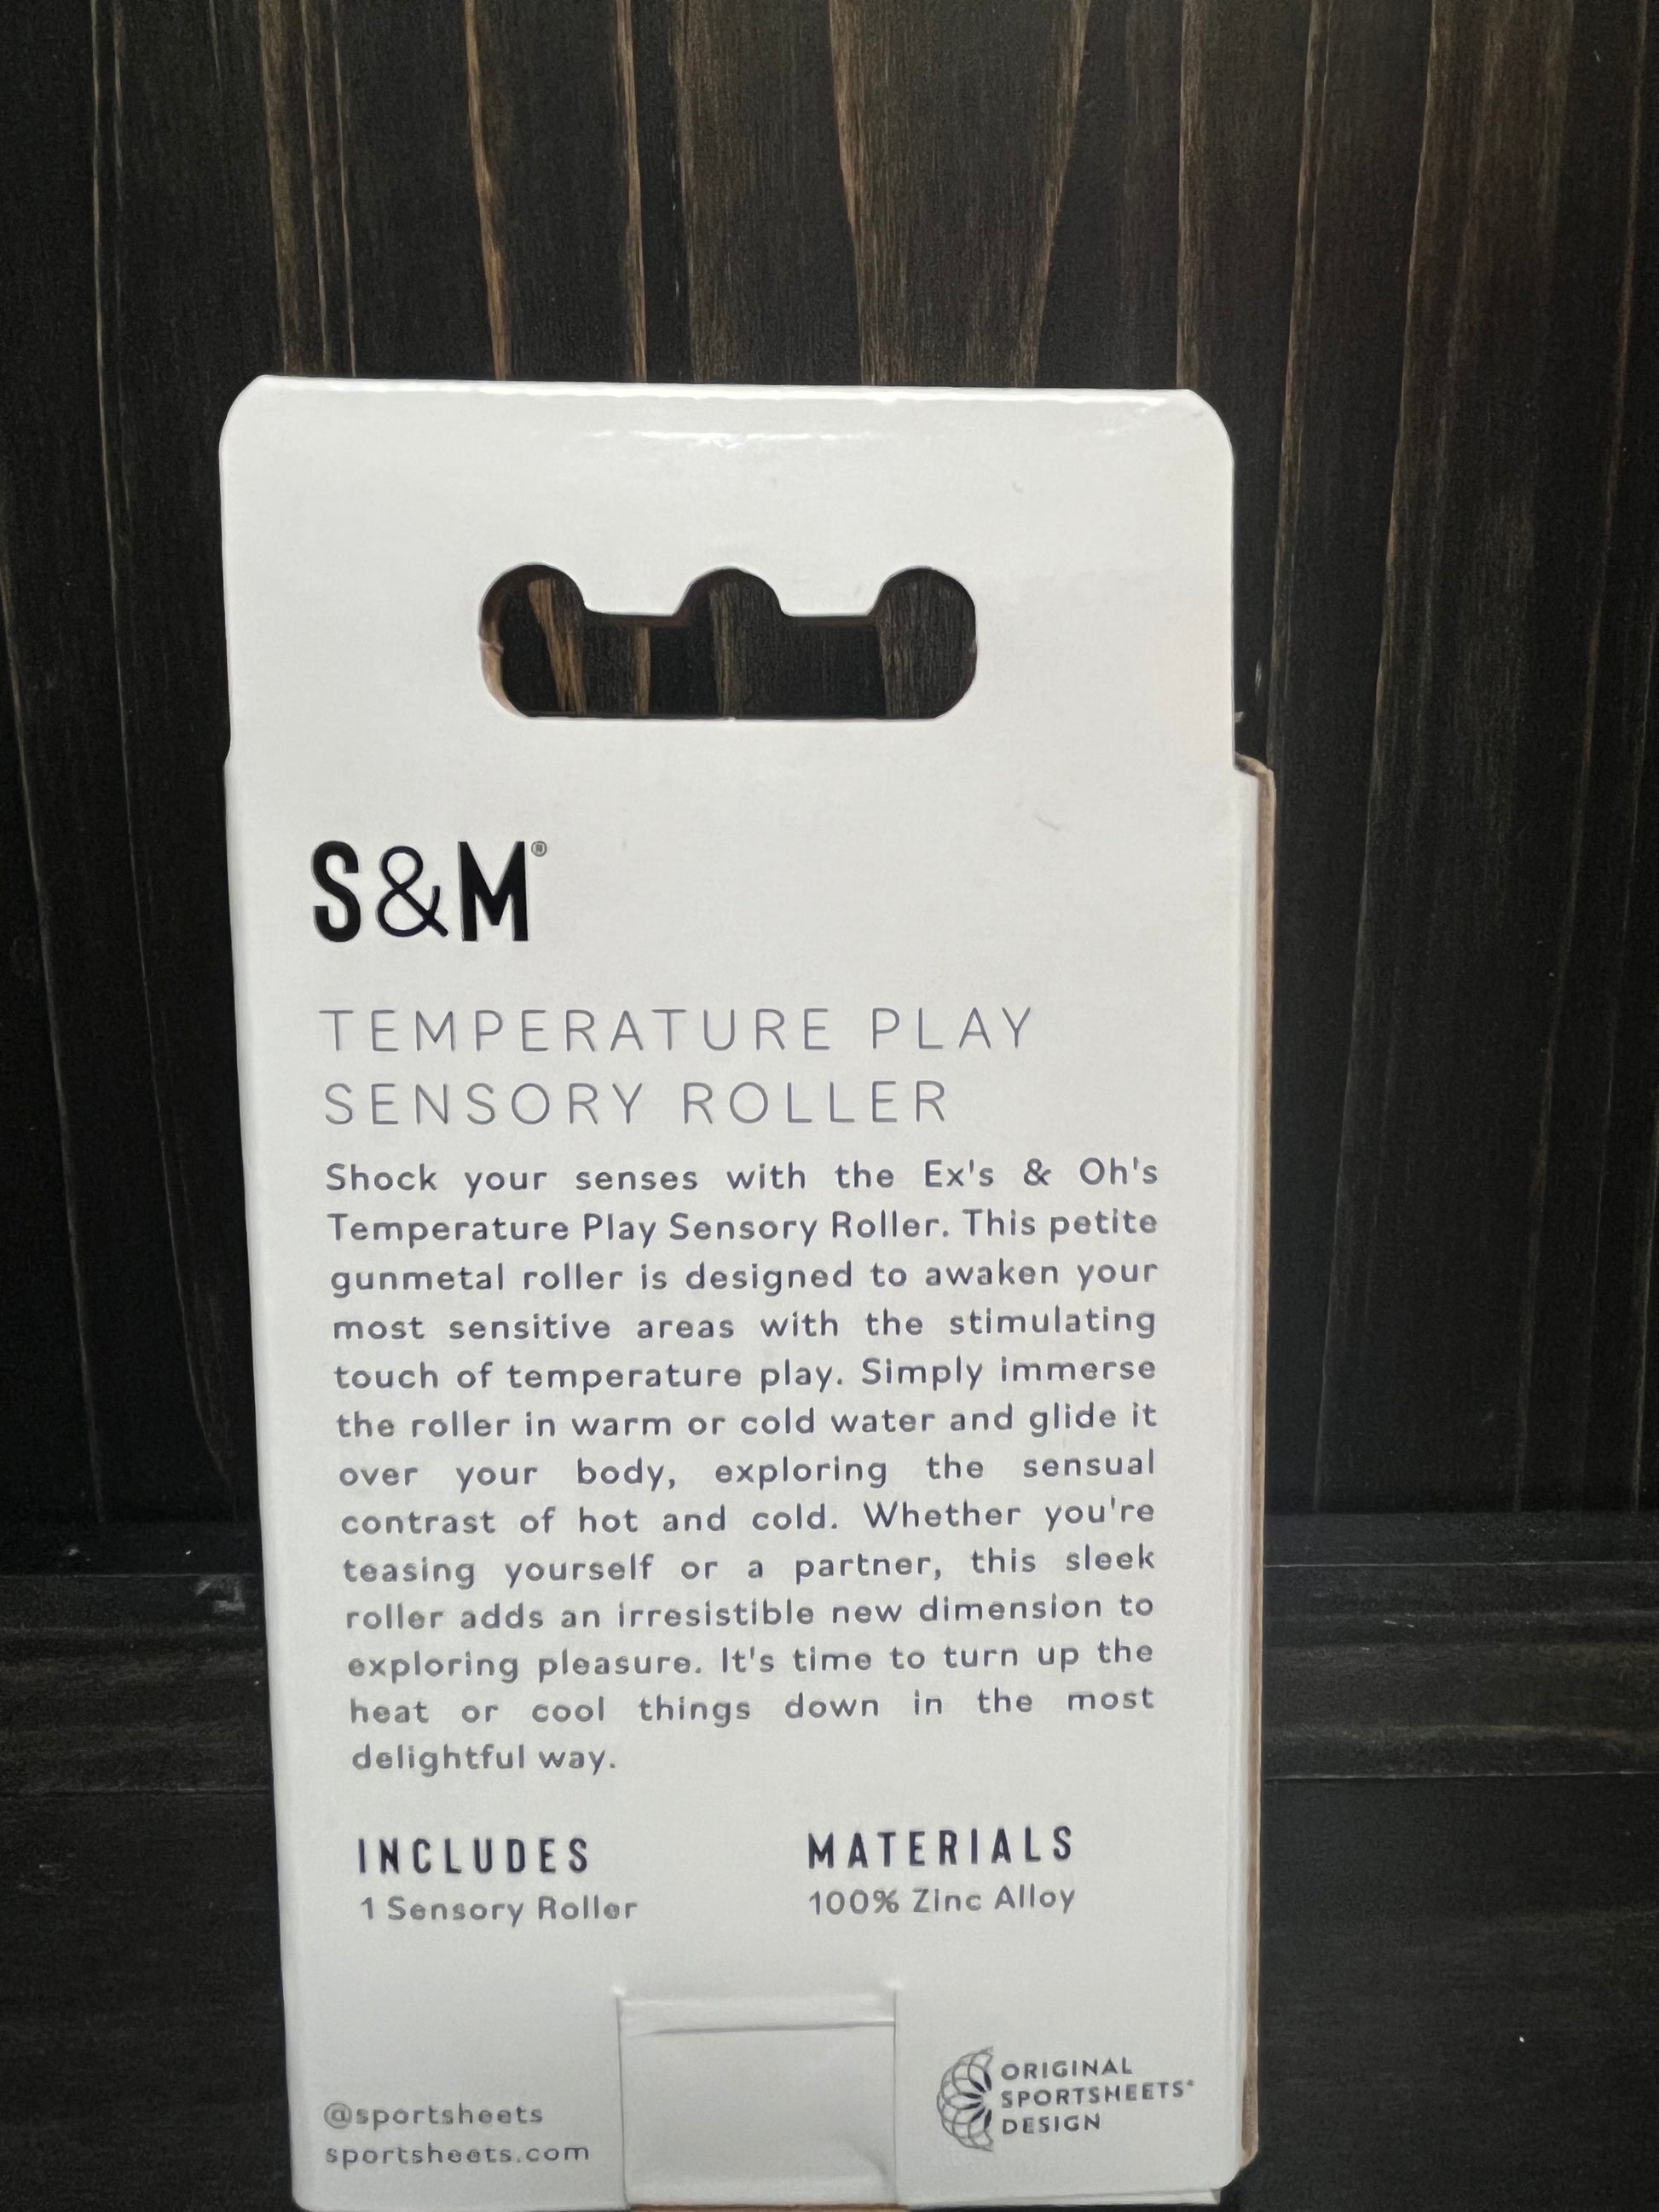 S&M®
TEMPERATURE PLAY
SENSORY ROLLER
Shock your senses with the Ex's & Oh's
Temperature Play Sensory Roller. This petite
gunmetal roller is designed to awaken your
most sensitive areas with the stimulating
touch of temperature play. Simply immerse
the roller in warm or cold water and glide it
over your body, exploring the sensual
contrast of hot and cold. Whether you're
teasing yourself or a partner, this sleek
roller adds an irresistible new dimension to
exploring pleasure. It's time to turn up the
heat or cool things down in the most
delightful way.
INCLUDES
1 Sensory Roller
MATERIALS
100% Zinc Alloy
@sportsheets
sportsheets.com
ORIGINAL
SPORTSHEETS®
DESIGN